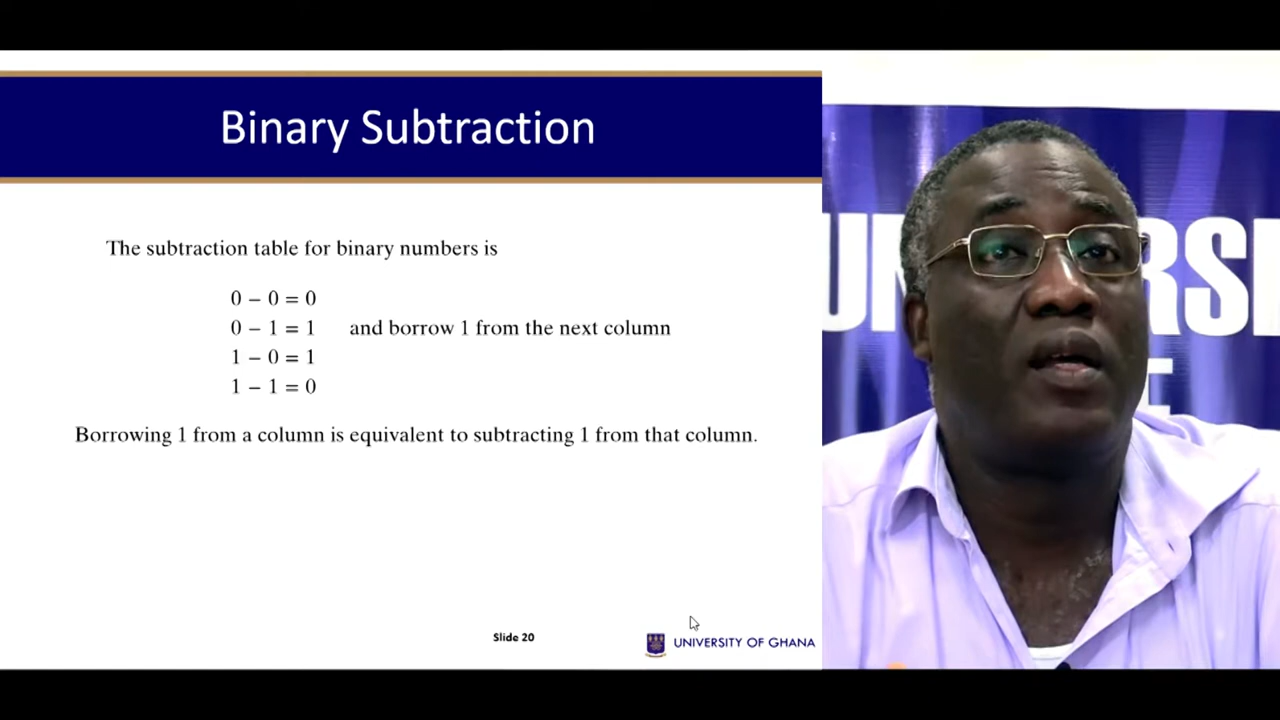 Binary Subtraction
The subtraction table for binary numbers is
0 – 0 = 0
0 – 1 = 1 and borrow 1 from the next column
1 – 0 = 1
1 – 1 = 0
Borrowing 1 from a column is equivalent to subtracting 1 from that column.
Slide 20
UNIVERSITY OF GHANA